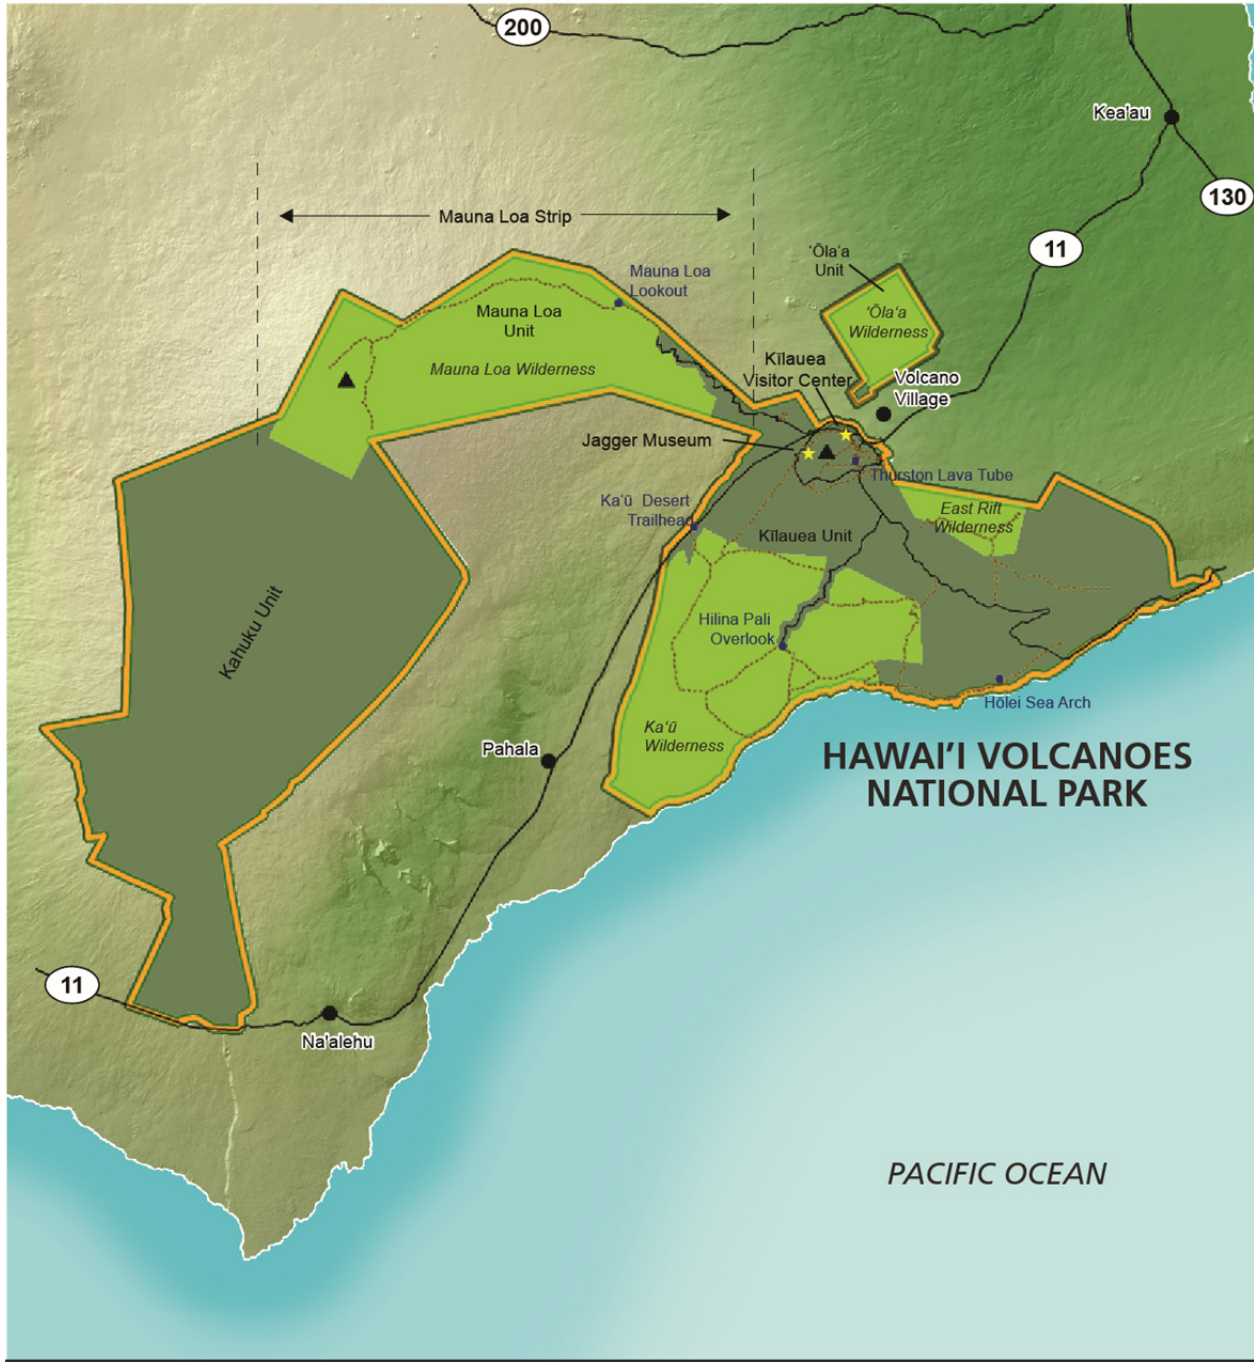 200
Kea'au
130
Mauna Loa Strip
11
'Ōla'a
Unit
Mauna Loa
Lookout
Mauna Loa
Unit
'Ōla'a
Wilderness
Mauna Loa Wilderness
Kīlauea
Visitor Center
Volcano
Village
Jagger Museum
Thurston Lava Tube
Ka'ū Desert
Trailhead
East Rift
Wilderness
Kīlauea Unit
Kahuku Unit
Hilina Pali
Overlook
Hōlei Sea Arch
Ka'ū
Wilderness
Pahala
HAWAI'I VOLCANOES
NATIONAL PARK
11
Na'alehu
PACIFIC OCEAN